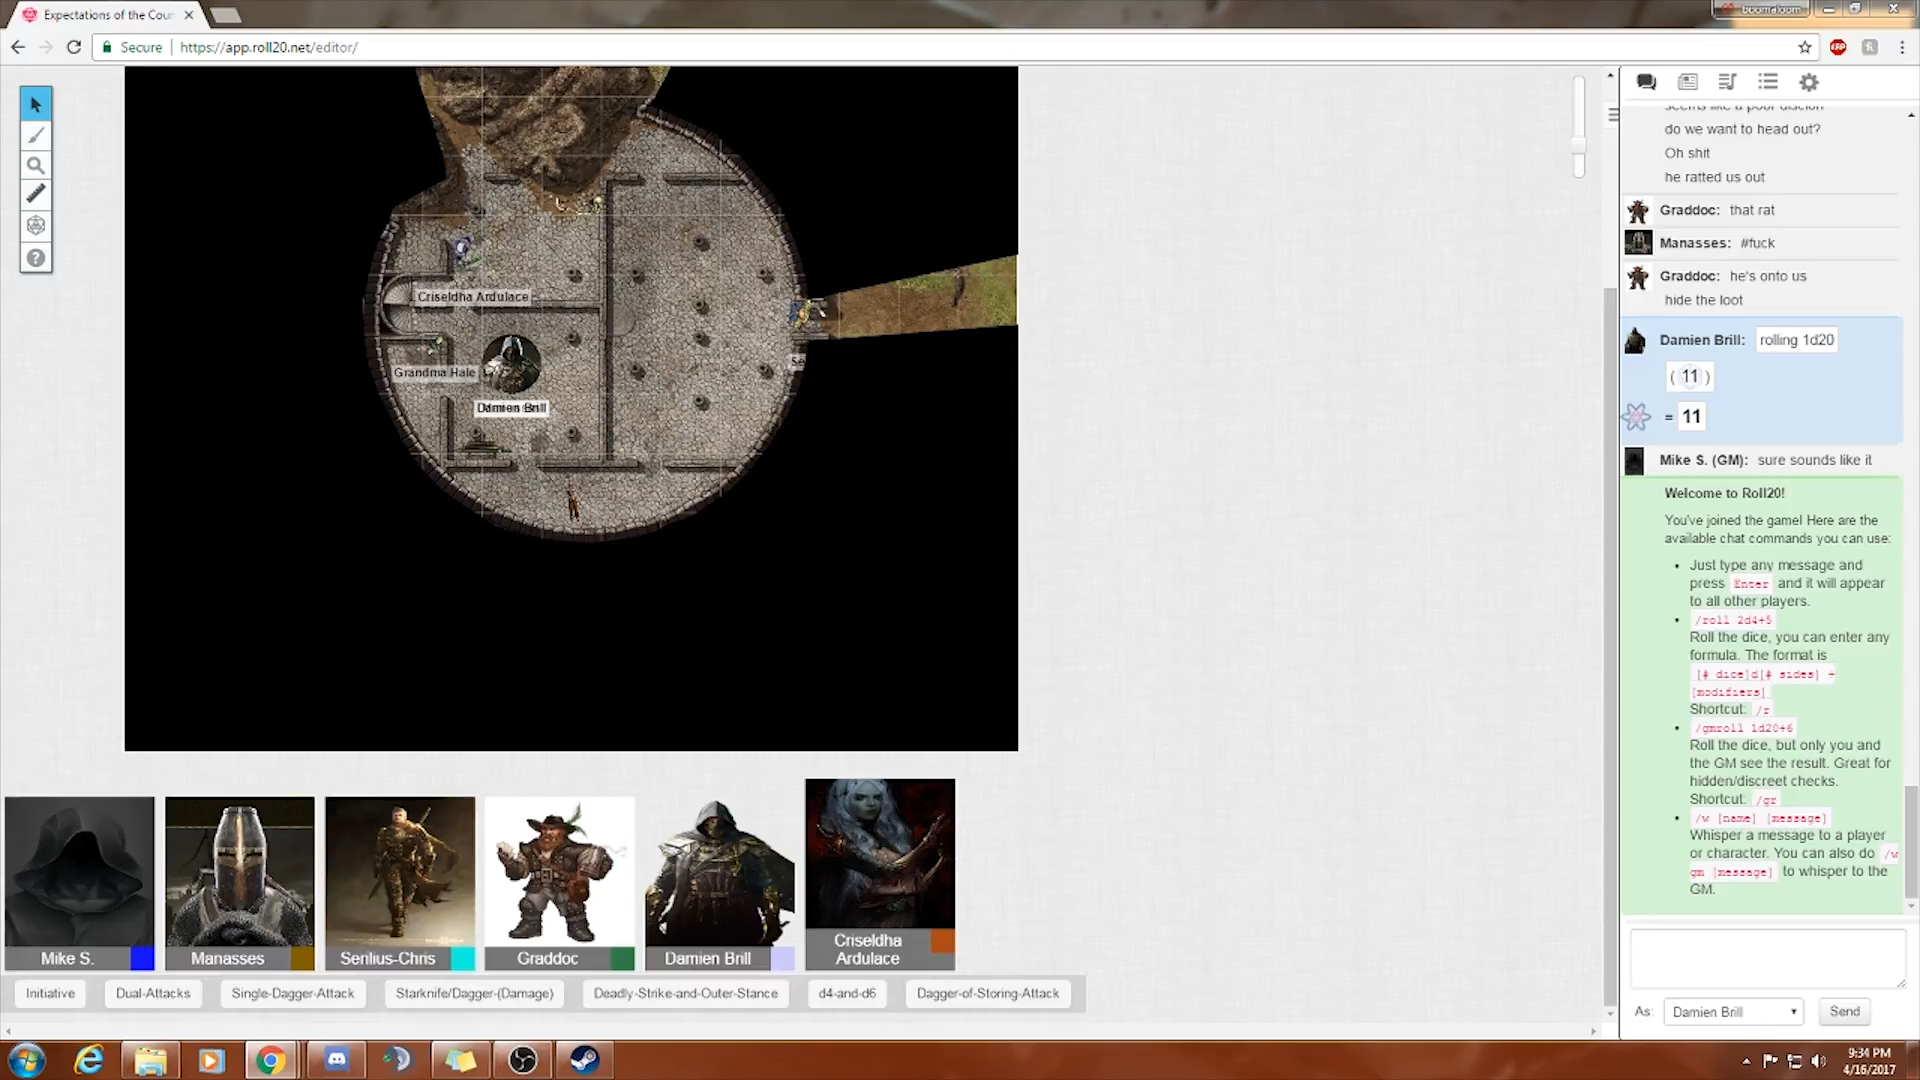 Expectations of the Cour
boomaloom
Secure
https://app.roll20.net/editor/
do we want to head out?
Oh shit
he ratted us out
Graddoc: that rat
Manasses: #fuck
Graddoc: he's onto us
hide the loot
Damien Brill: rolling 1d20
(11)
= 11
Mike S. (GM): sure sounds like it
Welcome to Roll20!
You've joined the game! Here are the
available chat commands you can use:
• Just type any message and
press Enter and it will appear
to all other players.
• /roll 2d4+5
Roll the dice, you can enter any
formula. The format is
[# dice]d[# sides] +
[modifiers]
Shortcut: /r
• /gmroll 1d20+6
Roll the dice, but only you and
the GM see the result. Great for
hidden/discreet checks.
Shortcut: /gr
• /w [name] [message]
Whisper a message to a player
or character. You can also do /w
gm [message] to whisper to the
GM.
As: Damien Brill Send
Criseldha Ardulace
Se
Grandma Hale
Damien Brill
Mike S.
Manasses
Serilius-Chris
Graddoc
Damien Brill
Criseldha
Ardulace
Initiative
Dual-Attacks
Single-Dagger-Attack
Starknife/Dagger-(Damage)
Deadly-Strike-and-Outer-Stance
d4-and-d6
Dagger-of-Storing-Attack
9:34 PM
4/16/2017